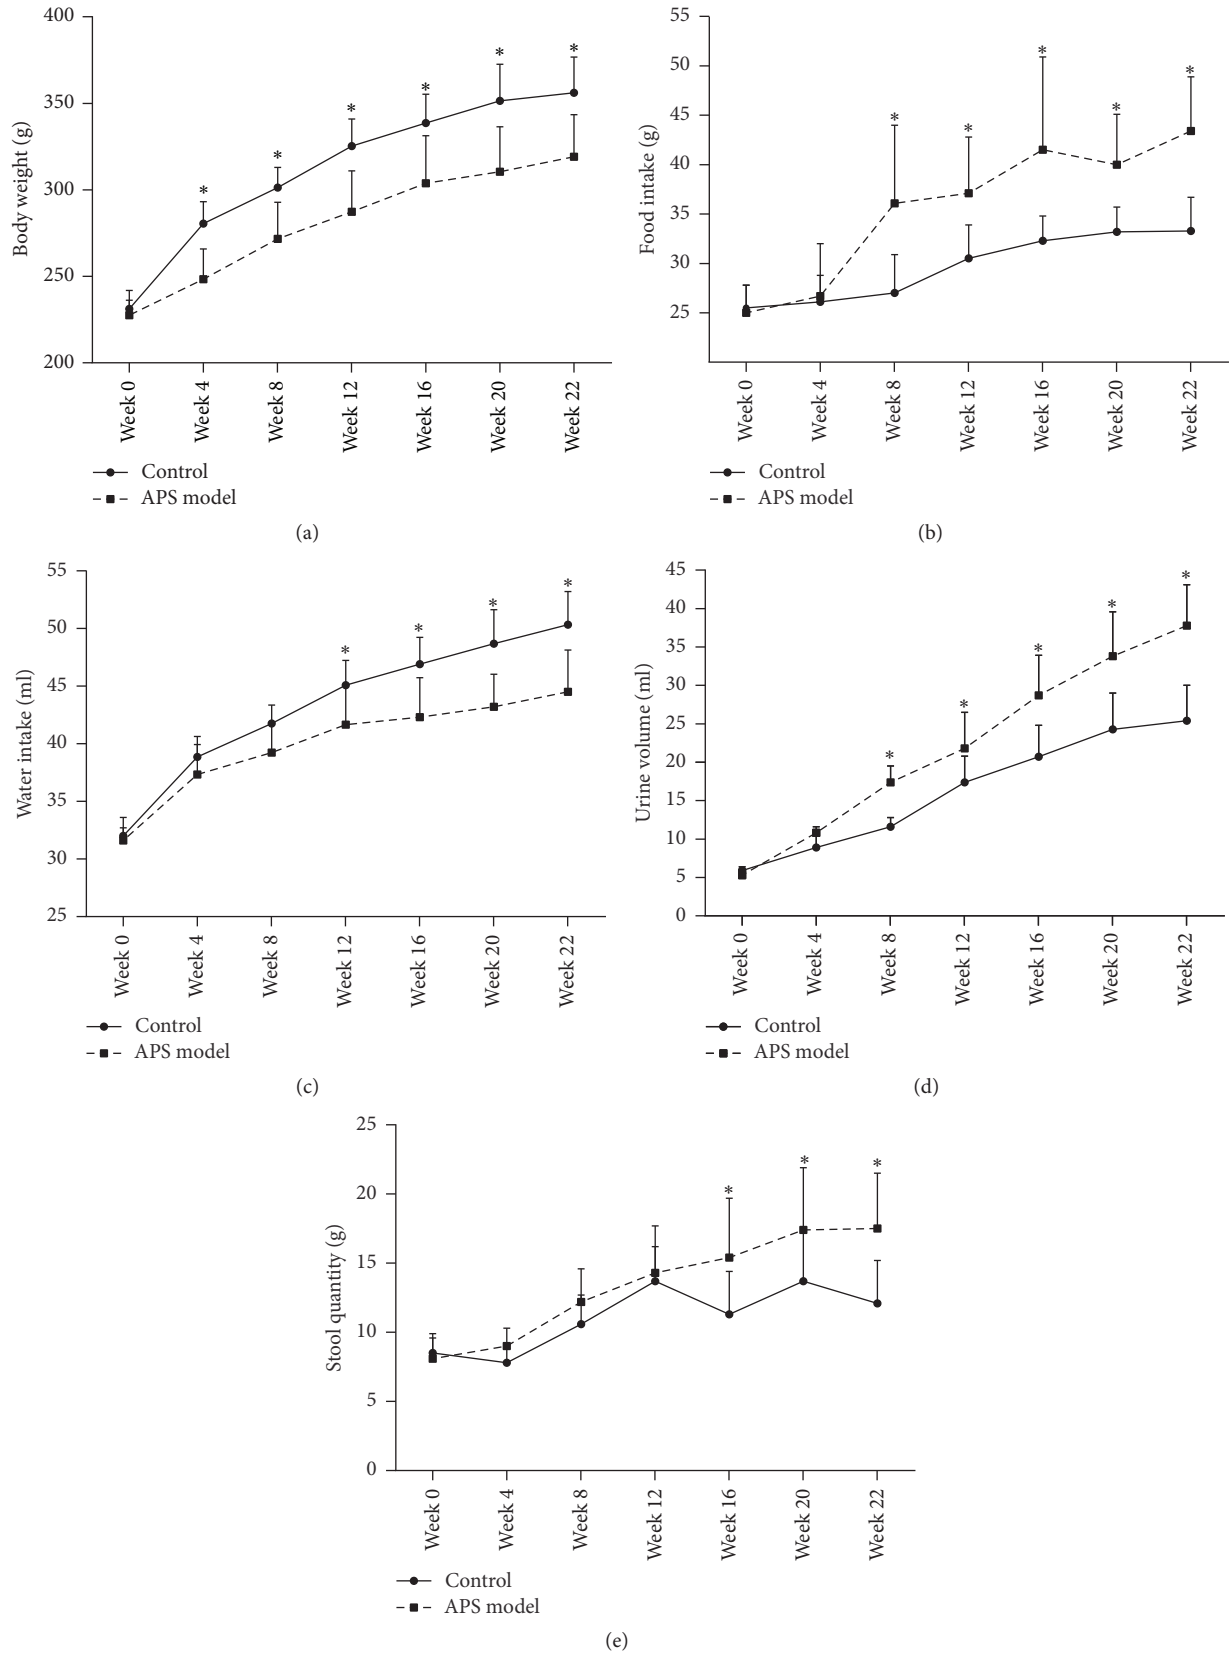 400
350
300
250
200
Body weight (g)
* * * * * *
Week 0
Week 4
Week 8
Week 12
Week 16
Week 20
Week 22
Control
APS model
(a)
55
50
45
40
35
30
25
Food intake (g)
* * * * *
Week 0
Week 4
Week 8
Week 12
Week 16
Week 20
Week 22
Control
APS model
(b)
55
50
45
40
35
30
25
Water intake (ml)
* * * *
Week 0
Week 4
Week 8
Week 12
Week 16
Week 20
Week 22
Control
APS model
(c)
45
40
35
30
25
20
15
10
5
0
Urine volume (ml)
* * * * *
Week 0
Week 4
Week 8
Week 12
Week 16
Week 20
Week 22
Control
APS model
(d)
25
20
15
10
5
0
Stool quantity (g)
* * *
Week 0
Week 4
Week 8
Week 12
Week 16
Week 20
Week 22
Control
APS model
(e)